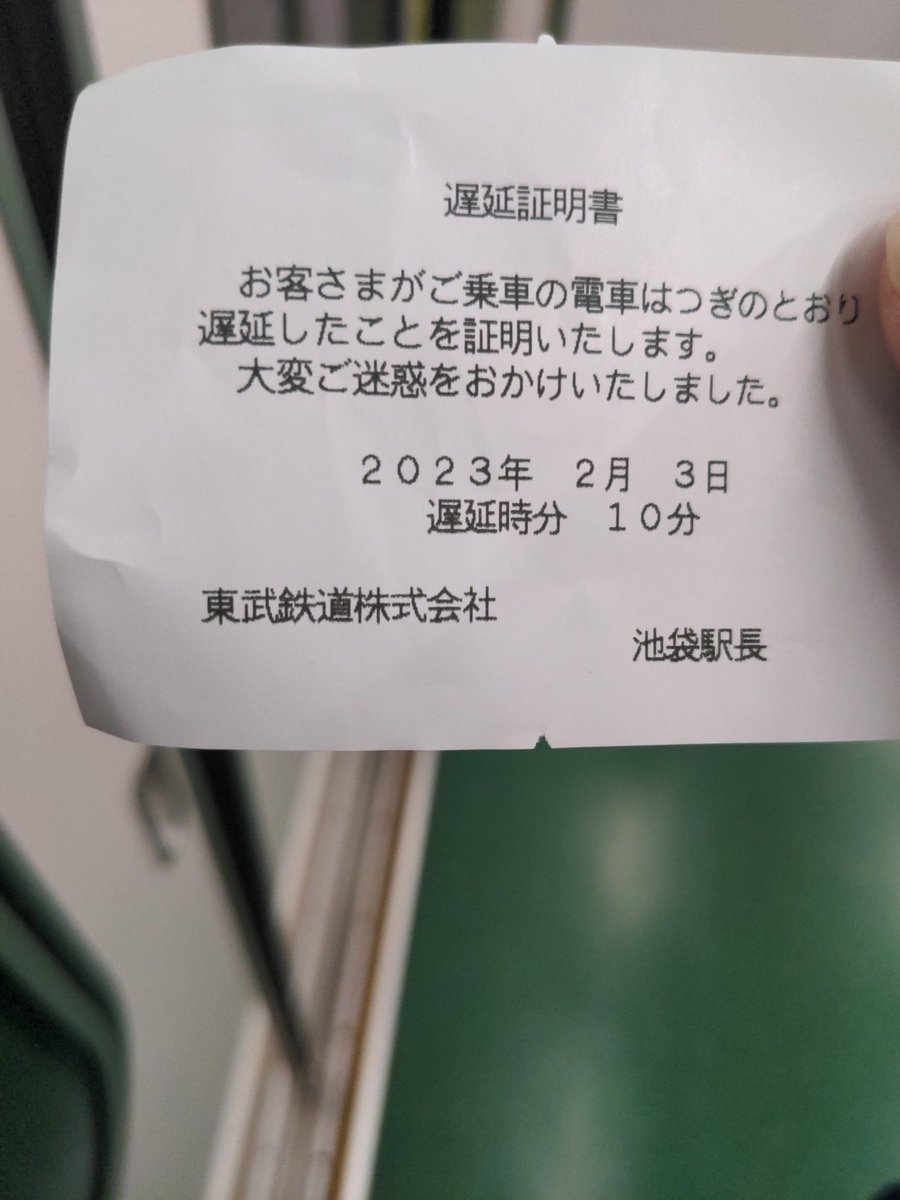 遅延証明書
お客さまがご乗車の電車はつぎのとおり
遅延したことを証明いたします。
大変ご迷惑をおかけいたしました。
２０２３年　２月　３日
遅延時分　１０分
東武鉄道株式会社
池袋駅長